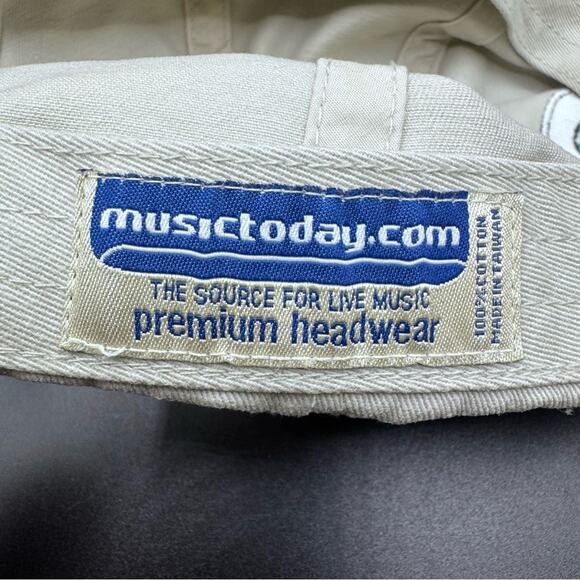 musictoday.com
THE SOURCE FOR LIVE MUSIC
premium headwear
100% COTTON
MADE IN TAIWAN